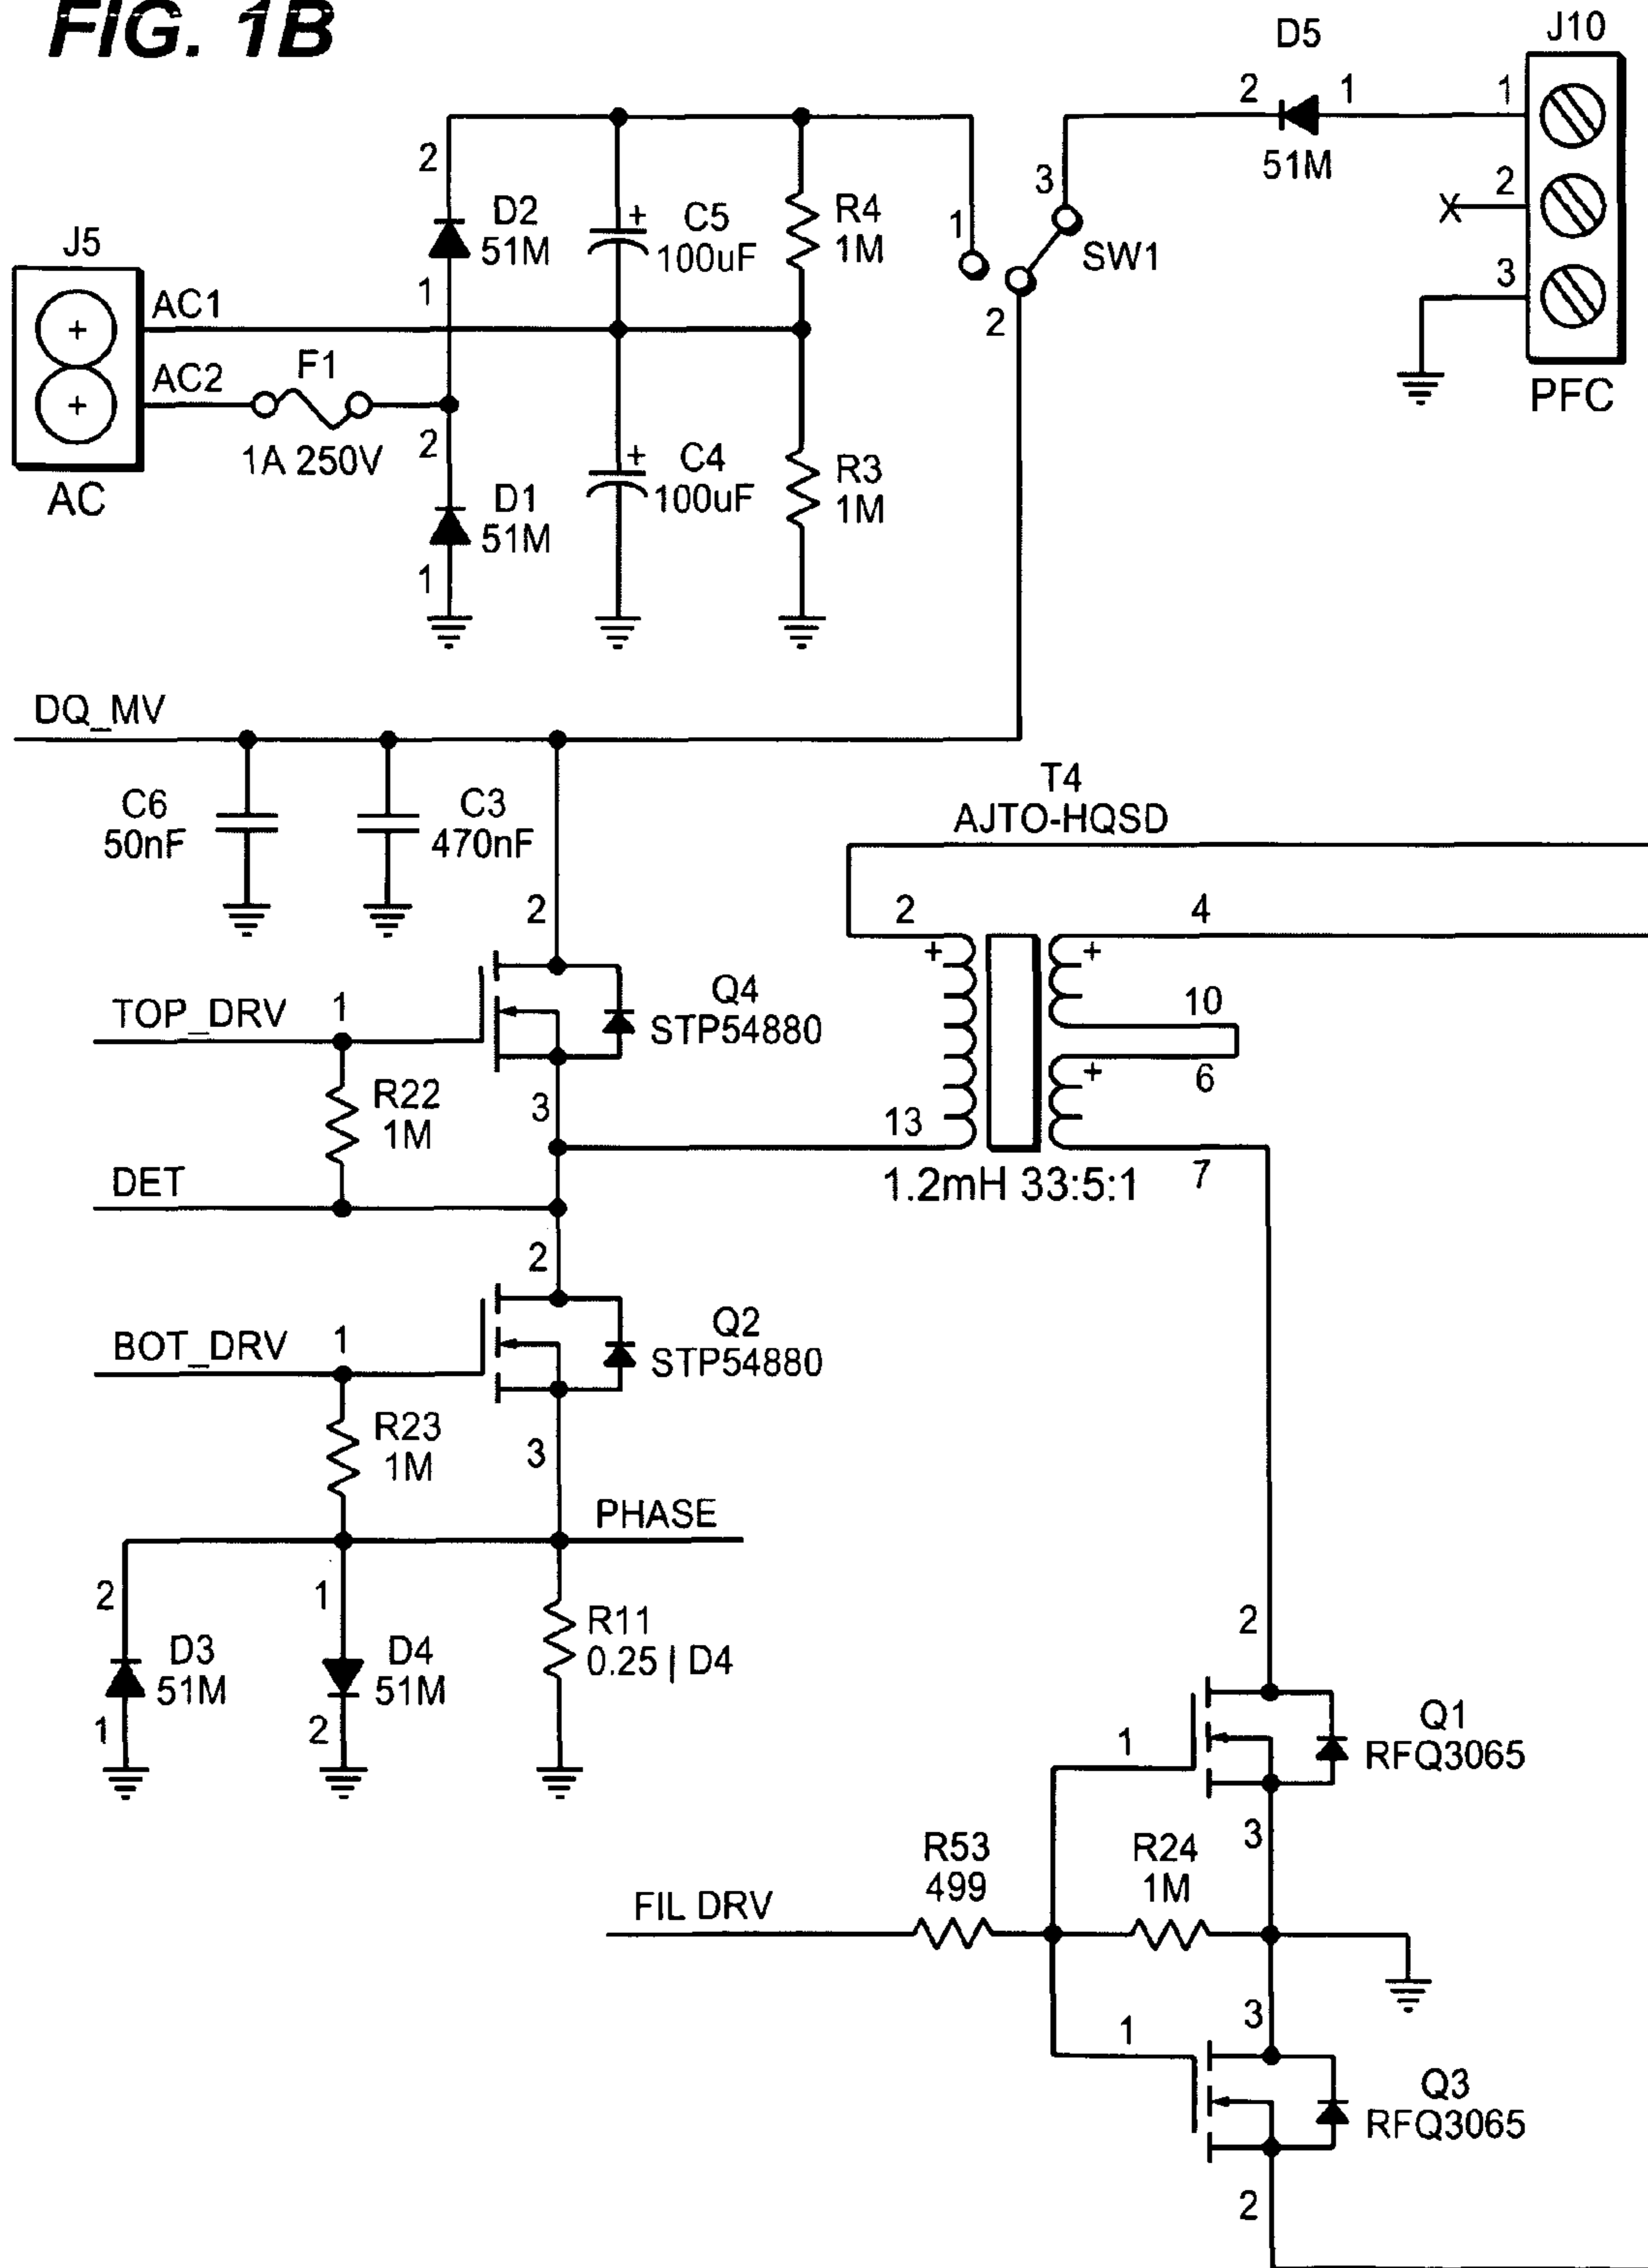 FIG. 1B
D5
J10
2
1
1
51M
2
3
PFC
2
D2
51M
1
C5
100uF
+
R4
1M
1
3
SW1
2
J5
+
+
AC
AC1
AC2
F1
1A 250V
2
D1
51M
1
+
C4
100uF
R3
1M
X
DQ_MV
C6
50nF
C3
470nF
T4
AJTO-HQSD
2
+
4
+
10
+
6
13
7
1.2mH 33:5:1
2
TOP_DRV
1
Q4
STP54880
R22
1M
3
DET
2
BOT_DRV
1
Q2
STP54880
R23
1M
3
PHASE
2
D3
51M
1
1
D4
51M
2
R11
0.25 | D4
2
1
Q1
RFQ3065
3
R53
499
R24
1M
FIL DRV
3
1
Q3
RFQ3065
2